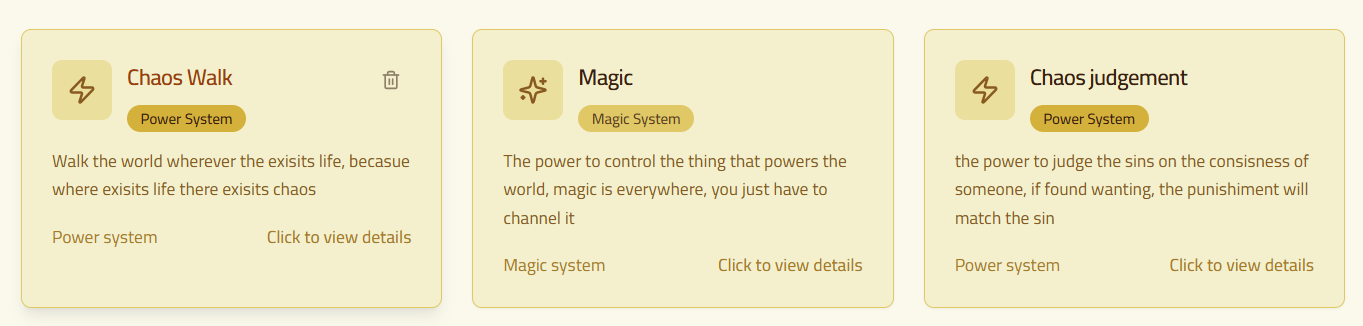 Chaos Walk
Power System
Walk the world wherever the exisits life, becasue
where exisits life there exisits chaos
Power system
Click to view details
Magic
Magic System
The power to control the thing that powers the
world, magic is everywhere, you just have to
channel it
Magic system
Click to view details
Chaos judgement
Power System
the power to judge the sins on the consisness of
someone, if found wanting, the punishiment will
match the sin
Power system
Click to view details